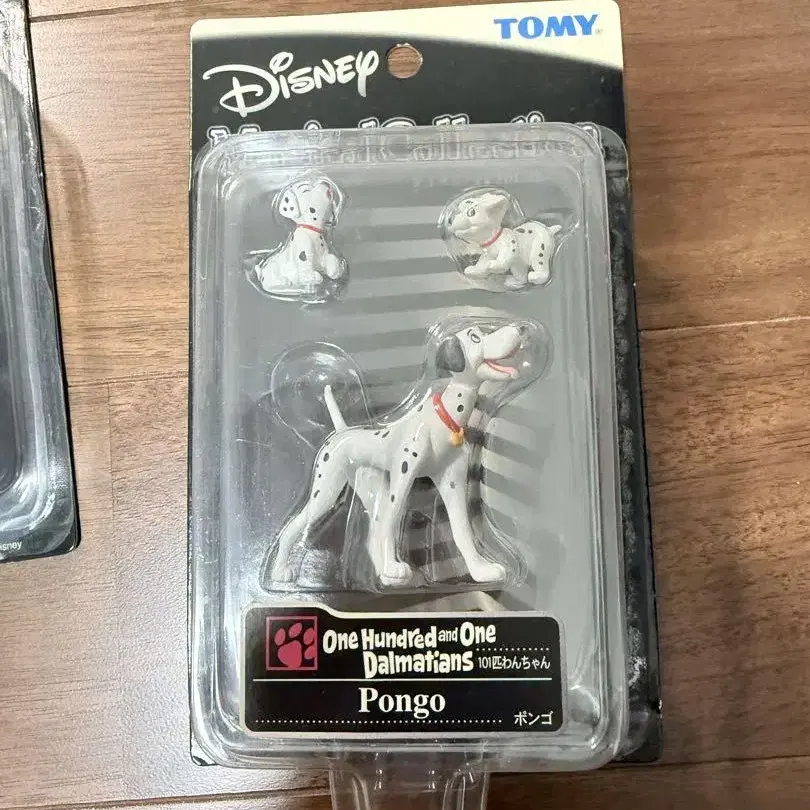 TOMY
Disney
One Hundred and One
Dalmatians 101匹わんちゃん
Pongo
ポンゴ
isney